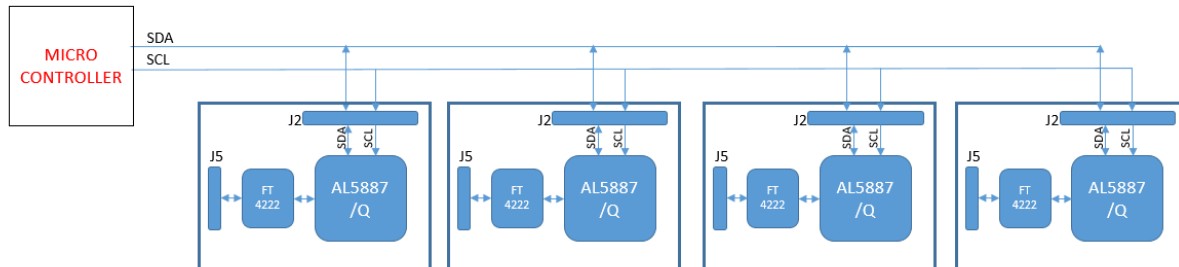 MICRO
CONTROLLER
SDA
SCL
J2
SDA
SCL
J5
FT
4222
AL5887
/Q
J2
SDA
SCL
J5
FT
4222
AL5887
/Q
J2
SDA
SCL
J5
FT
4222
AL5887
/Q
J2
SDA
SCL
J5
FT
4222
AL5887
/Q